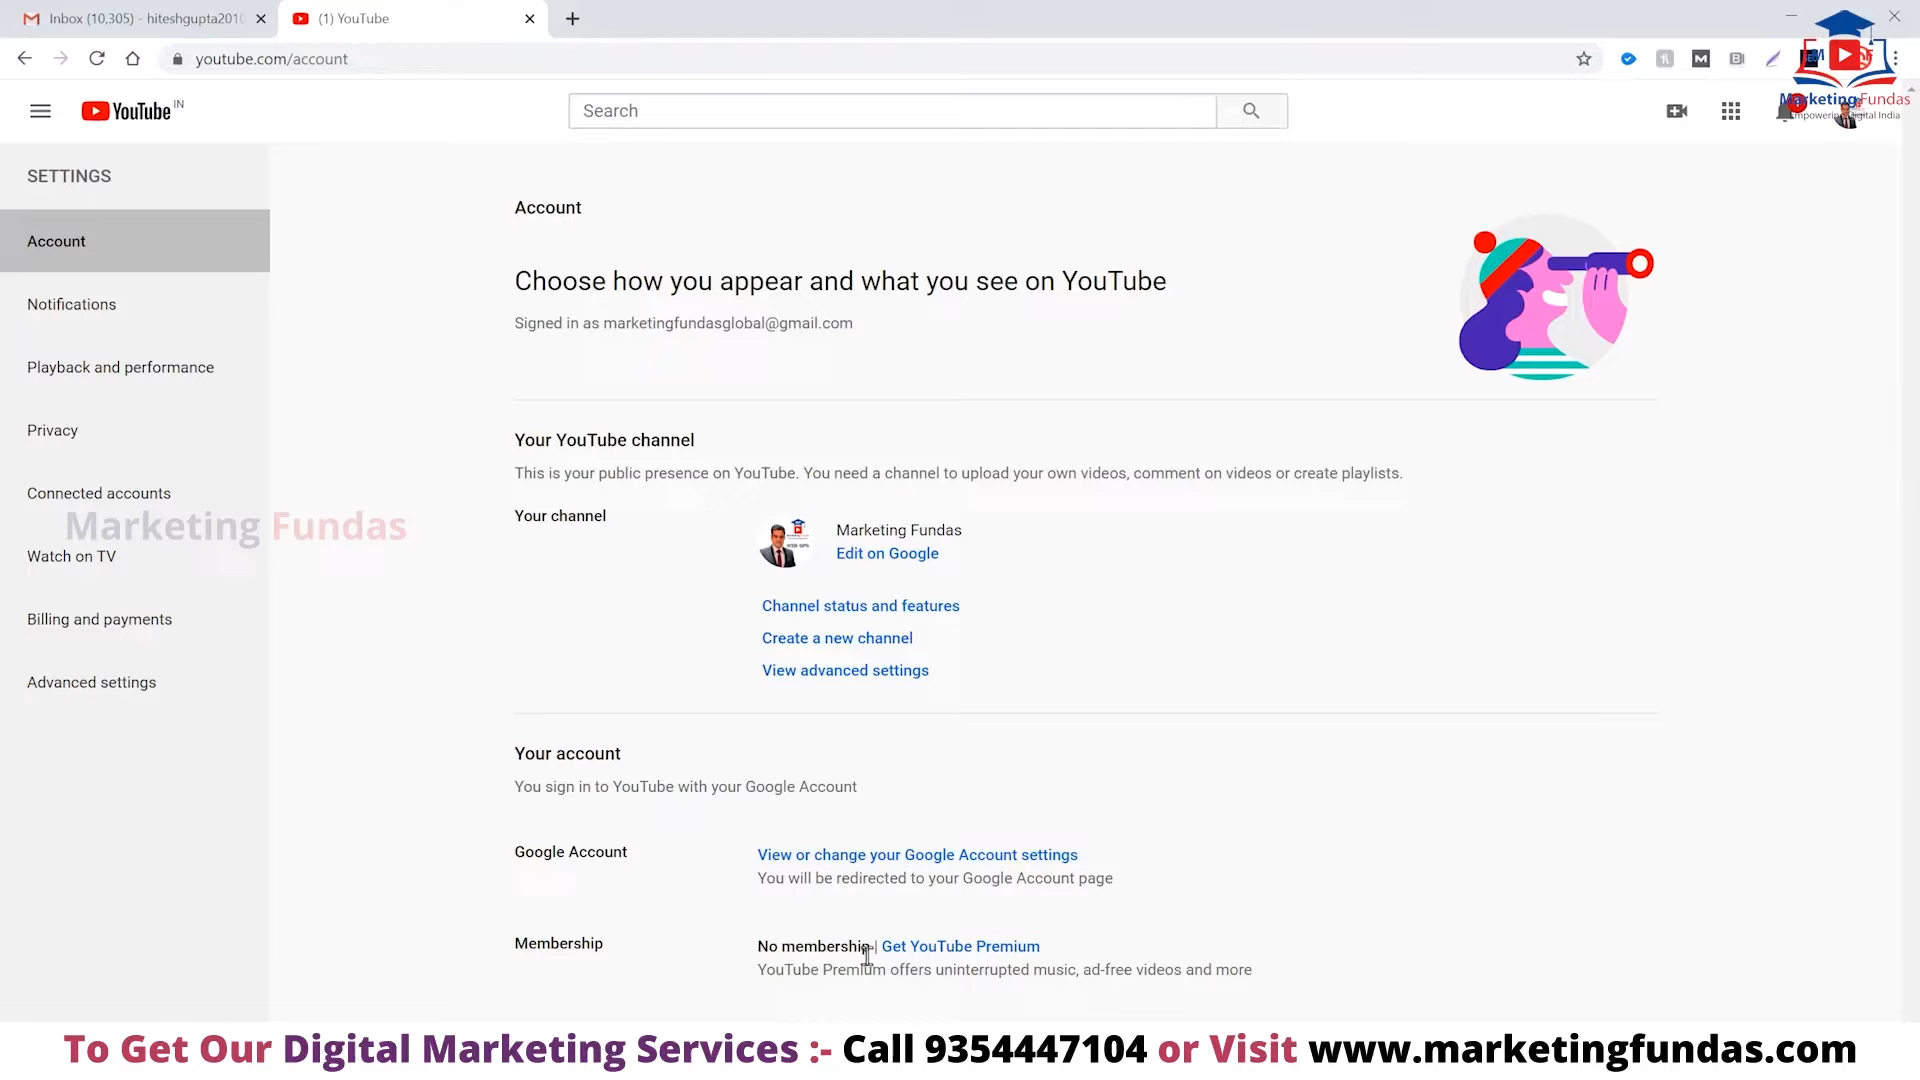 Inbox (10,305) - hiteshgupta2010
(1) YouTube
youtube.com/account
YouTube IN
Search
Marketing Fundas
Empowering Digital India
SETTINGS
Account
Notifications
Playback and performance
Privacy
Connected accounts
Watch on TV
Billing and payments
Advanced settings
Marketing Fundas
Account
Choose how you appear and what you see on YouTube
Signed in as marketingfundasglobal@gmail.com
Your YouTube channel
This is your public presence on YouTube. You need a channel to upload your own videos, comment on videos or create playlists.
Your channel
Marketing Fundas
Edit on Google
Channel status and features
Create a new channel
View advanced settings
Your account
You sign in to YouTube with your Google Account
Google Account
View or change your Google Account settings
You will be redirected to your Google Account page
Membership
No membership | Get YouTube Premium
YouTube Premium offers uninterrupted music, ad-free videos and more
To Get Our Digital Marketing Services :- Call 9354447104 or Visit www.marketingfundas.com